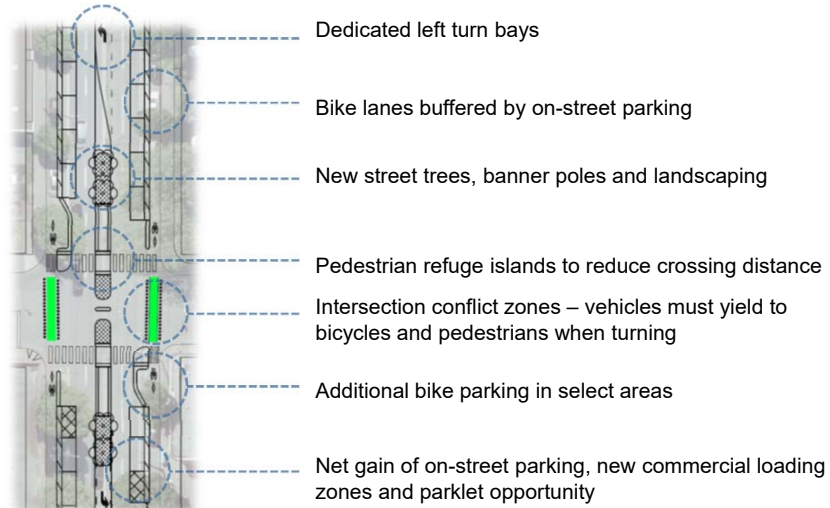 Dedicated left turn bays
Bike lanes buffered by on-street parking
New street trees, banner poles and landscaping
Pedestrian refuge islands to reduce crossing distance
Intersection conflict zones – vehicles must yield to
bicycles and pedestrians when turning
Additional bike parking in select areas
Net gain of on-street parking, new commercial loading
zones and parklet opportunity